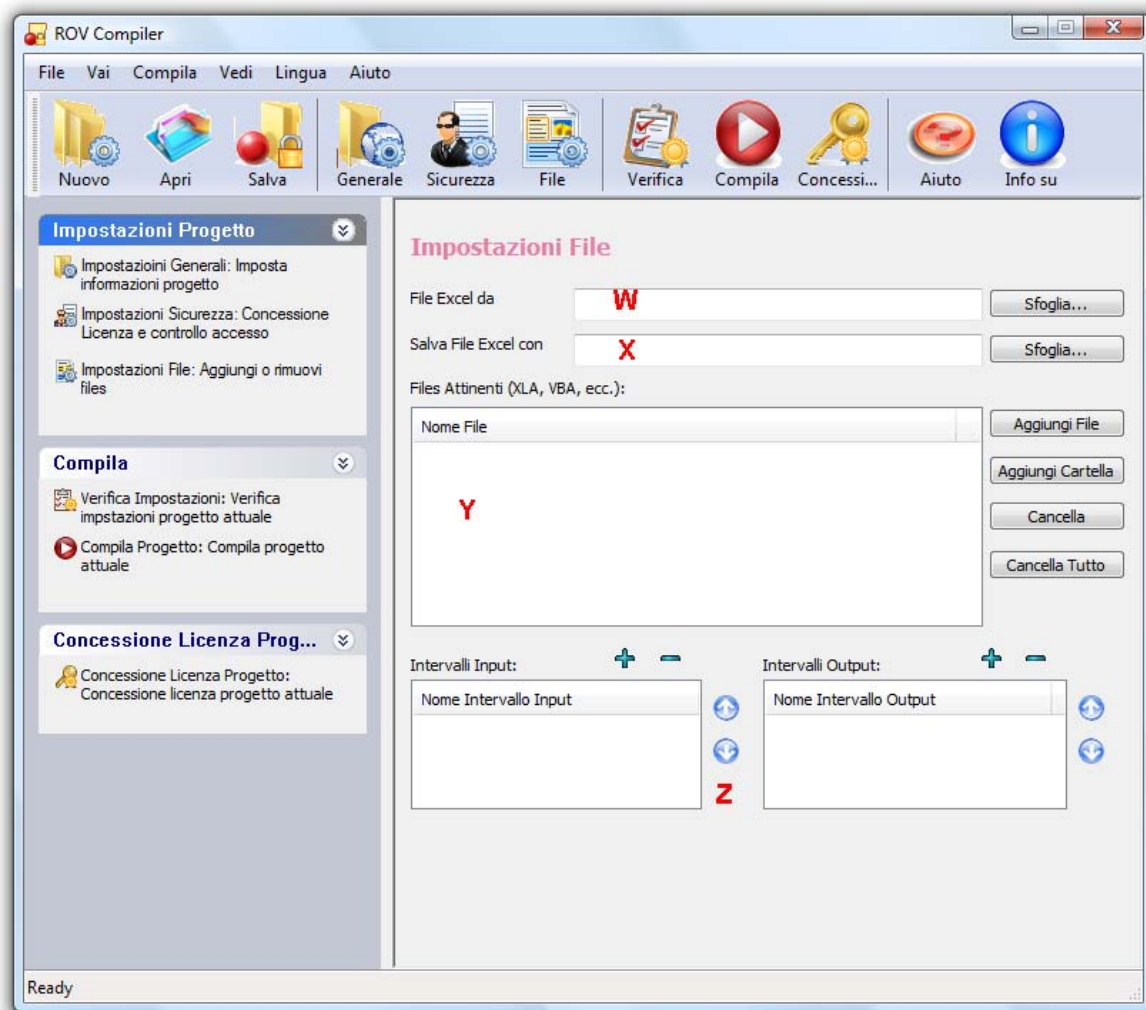 ROV Compiler
File Vai Compila Vedi Lingua Aiuto
Nuovo Apri Salva Generale Sicurezza File Verifica Compila Concessi... Aiuto Info su
Impostazioni Progetto
Impostazioini Generali: Imposta
informazioni progetto
Impostazioni Sicurezza: Concessione
Licenza e controllo accesso
Impostazioni File: Aggiungi o rimuovi
files
Compila
Verifica Impostazioni: Verifica
impstazioni progetto attuale
Compila Progetto: Compila progetto
attuale
Concessione Licenza Prog...
Concessione Licenza Progetto:
Concessione licenza progetto attuale
Impostazioni File
File Excel da W Sfoglia...
Salva File Excel con X Sfoglia...
Files Attinenti (XLA, VBA, ecc.):
Nome File
Y
Aggiungi File
Aggiungi Cartella
Cancella
Cancella Tutto
Intervalli Input: Intervalli Output:
Nome Intervallo Input Nome Intervallo Output
Z
Ready